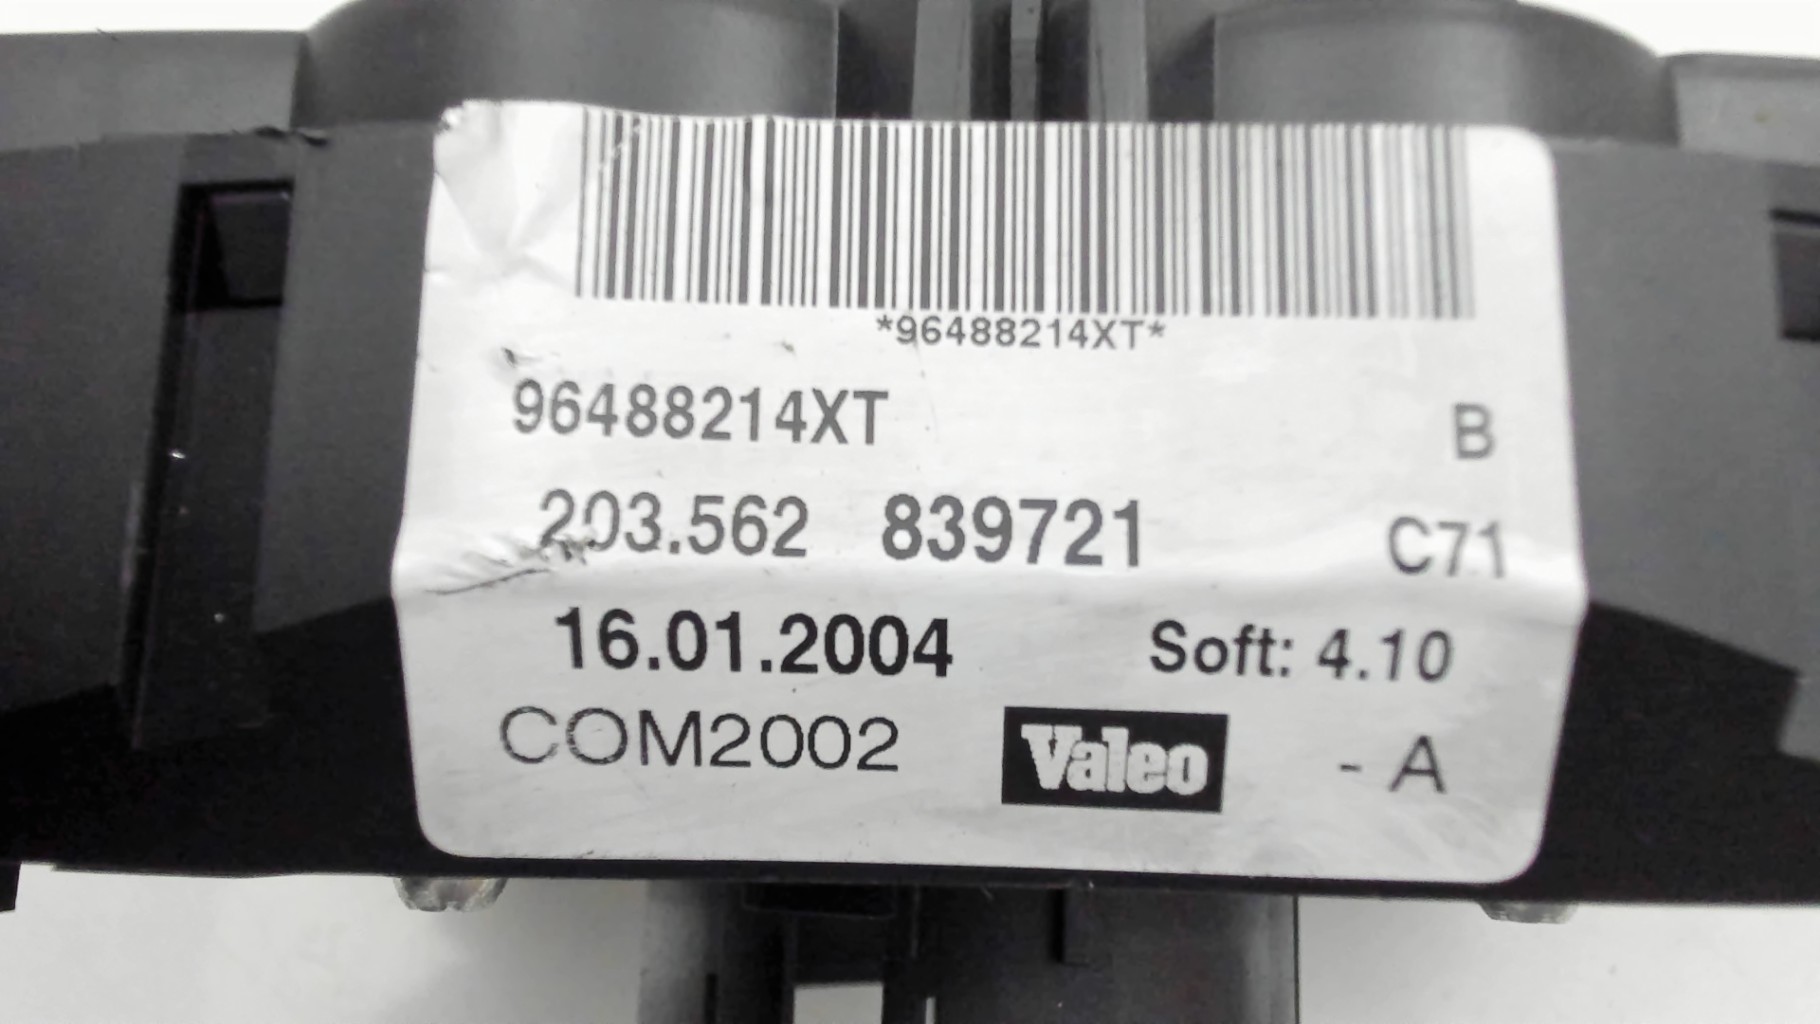 *96488214XT*
96488214XT B
203.562 839721 C71
16.01.2004 Soft: 4.10
COM2002 Valeo - A